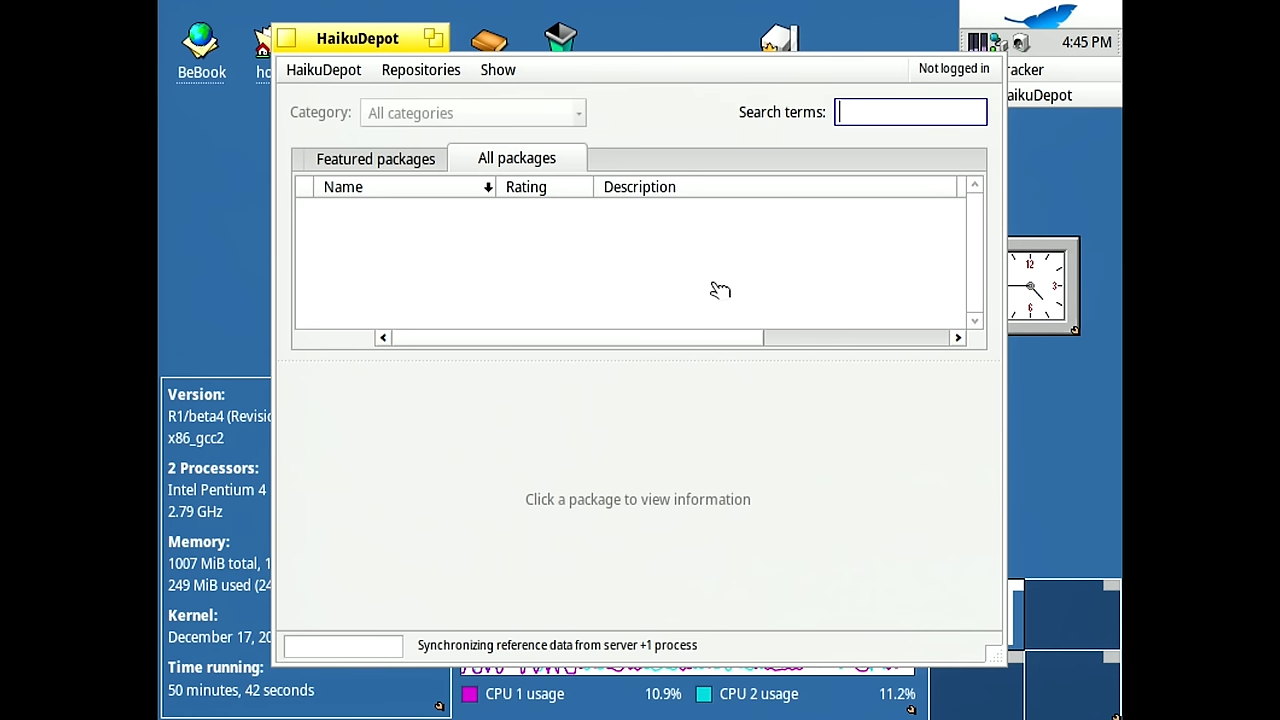 BeBook
HaikuDepot
4:45 PM
HaikuDepot Repositories Show Not logged in
Category: All categories Search terms:
Featured packages All packages
Name Rating Description
12
3
6
Version:
R1/beta4 (Revisio
x86_gcc2
2 Processors:
Intel Pentium 4
2.79 GHz
Memory:
1007 MiB total, 1
249 MiB used (24
Kernel:
December 17, 20
Time running:
50 minutes, 42 seconds
Click a package to view information
Synchronizing reference data from server +1 process
CPU 1 usage 10.9% CPU 2 usage 11.2%